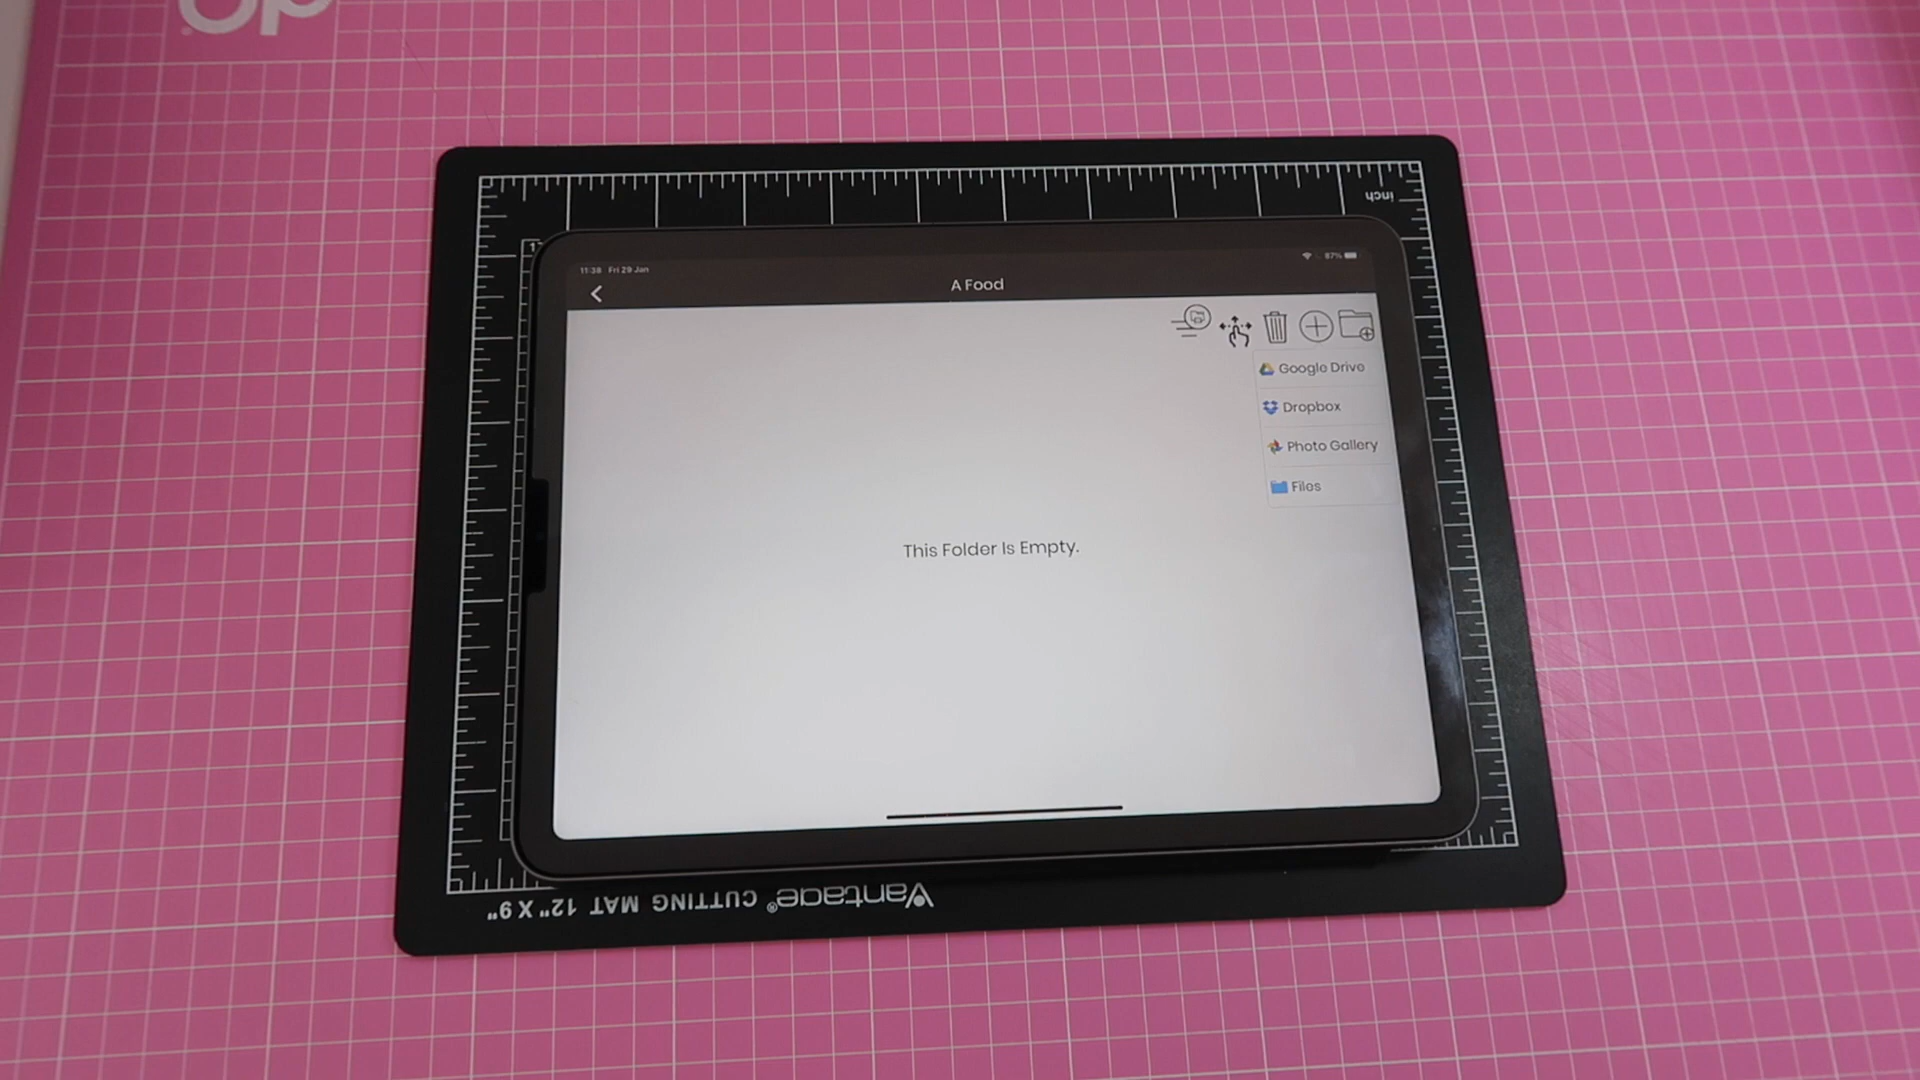 inch
11:38 Fri 29 Jan
87%
A Food
Google Drive
Dropbox
Photo Gallery
Files
This Folder Is Empty.
Vantage® CUTTING MAT 12" X 9"